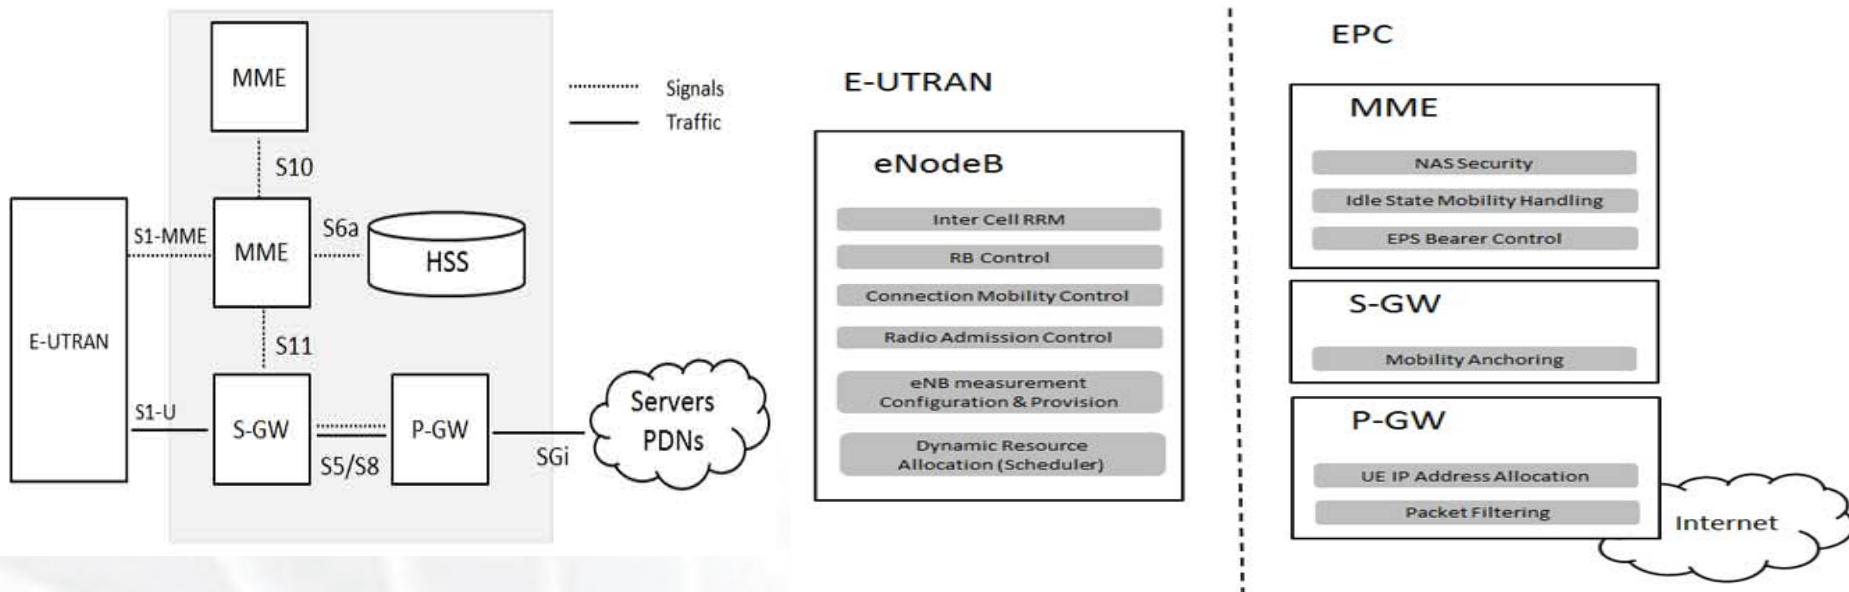 MME
Signals
Traffic
S10
S1-MME
MME
S6a
HSS
E-UTRAN
S11
S1-U
S-GW
S5/S8
P-GW
SGi
Servers
PDNs
E-UTRAN
eNodeB
Inter Cell RRM
RB Control
Connection Mobility Control
Radio Admission Control
eNB measurement
Configuration & Provision
Dynamic Resource
Allocation (Scheduler)
EPC
MME
NAS Security
Idle State Mobility Handling
EPS Bearer Control
S-GW
Mobility Anchoring
P-GW
UE IP Address Allocation
Packet Filtering
Internet